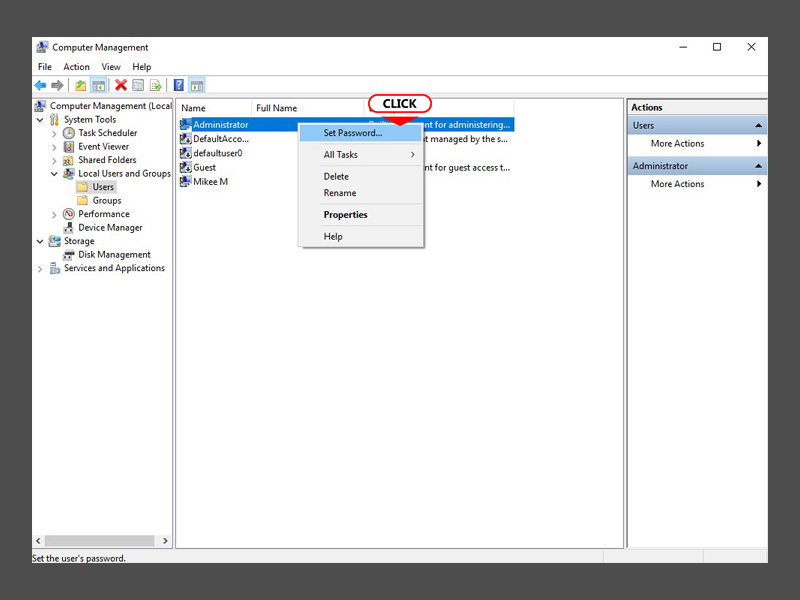 Computer Management
File Action View Help
Computer Management (Local
System Tools
Task Scheduler
Event Viewer
Shared Folders
Local Users and Groups
Users
Groups
Performance
Device Manager
Storage
Disk Management
Services and Applications
Name Full Name
CLICK
Administrator nt for administering...
DefaultAcco... t managed by the s...
defaultuser0
Guest nt for guest access t...
Mikee M
Set Password...
All Tasks
Delete
Rename
Properties
Help
Actions
Users
More Actions
Administrator
More Actions
Set the user's password.